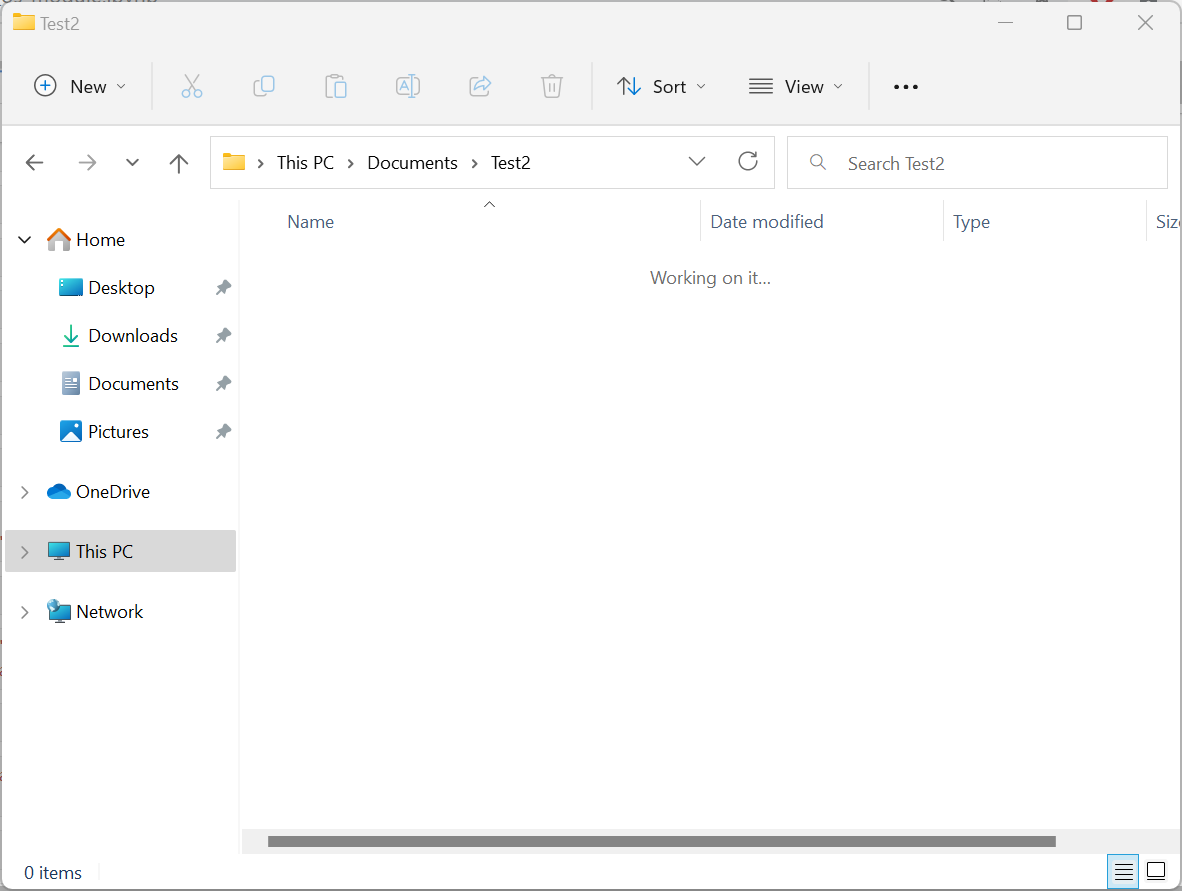 Test2
New Sort View
This PC Documents Test2 Search Test2
Name Date modified Type
Working on it...
Home
Desktop
Downloads
Documents
Pictures
OneDrive
This PC
Network
0 items